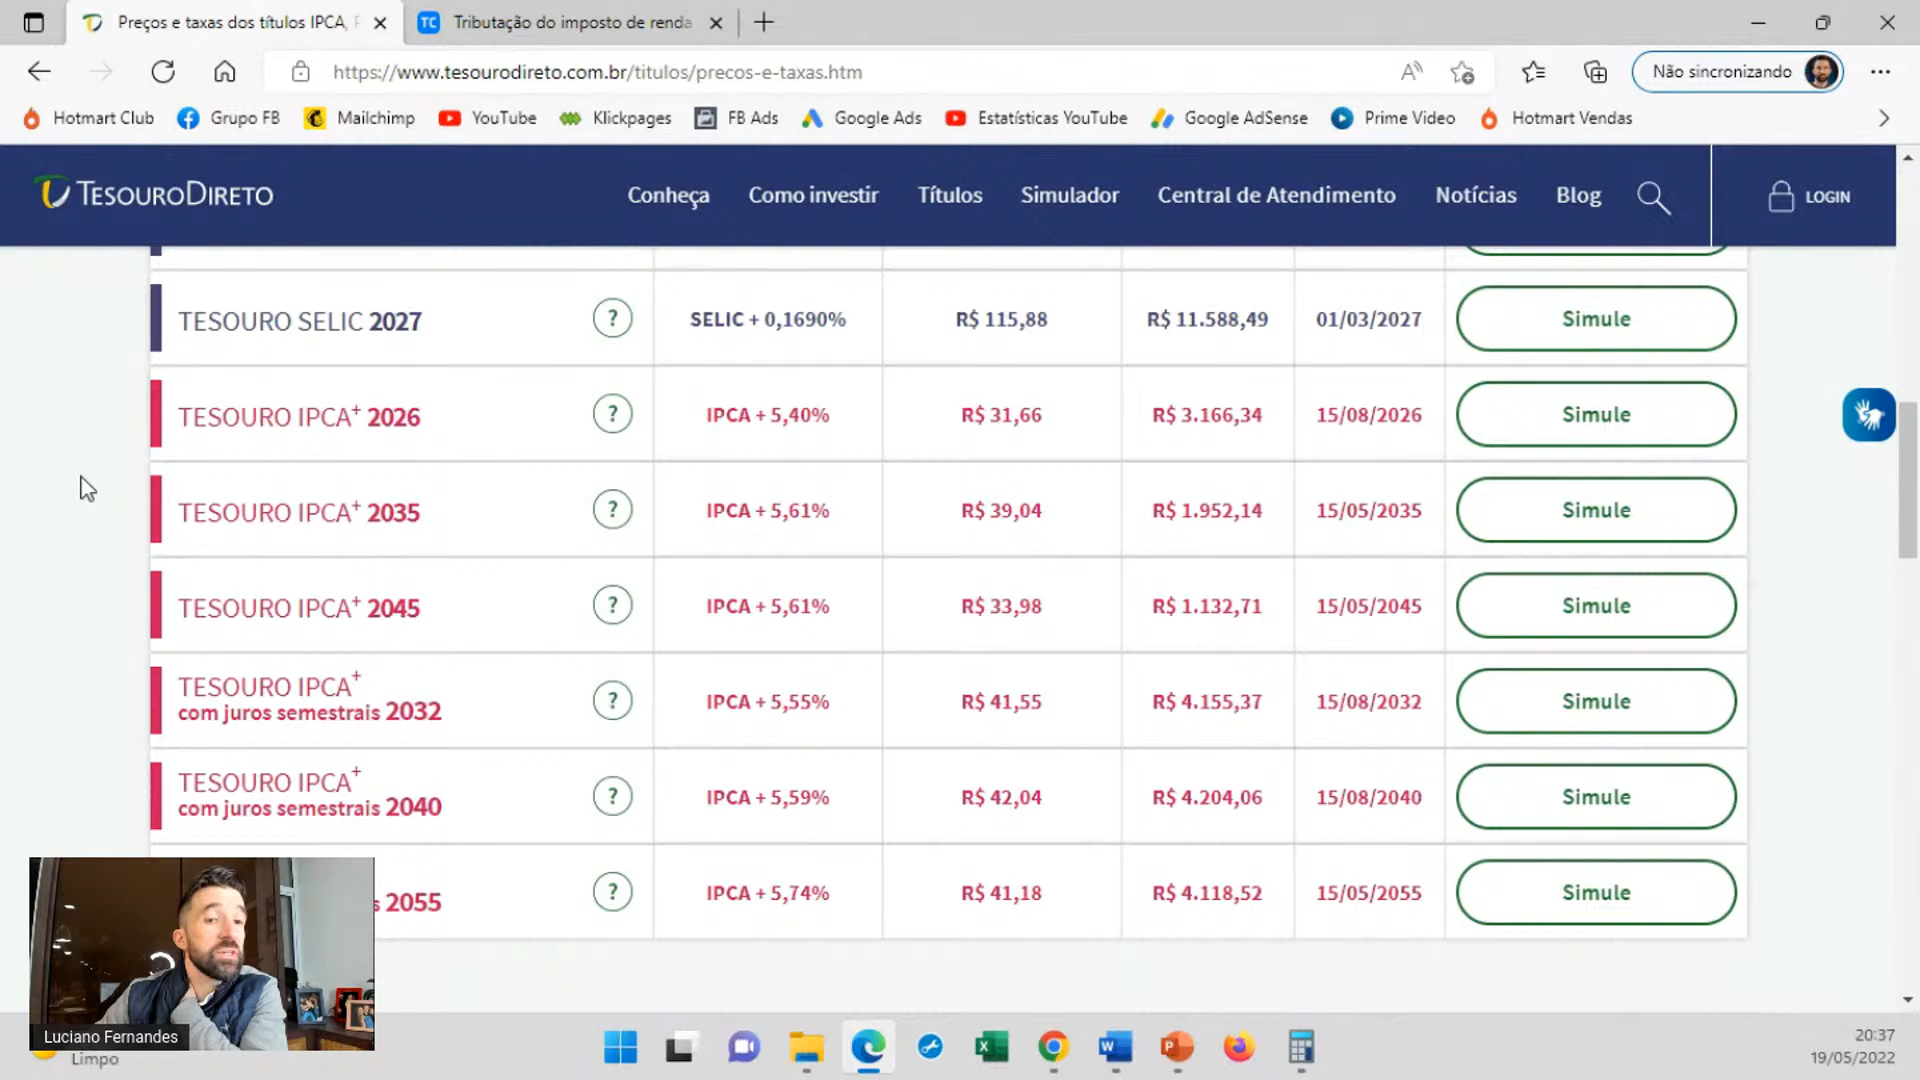 Preços e taxas dos títulos IPCA,
TC Tributação do imposto de renda
https://www.tesourodireto.com.br/titulos/precos-e-taxas.htm
Não sincronizando
Hotmart Club Grupo FB Mailchimp YouTube Klickpages FB Ads Google Ads Estatísticas YouTube Google AdSense Prime Video Hotmart Vendas
TESOURODIRETO Conheça Como investir Títulos Simulador Central de Atendimento Notícias Blog LOGIN
TESOURO SELIC 2027 ? SELIC + 0,1690% R$ 115,88 R$ 11.588,49 01/03/2027 Simule
TESOURO IPCA+ 2026 ? IPCA + 5,40% R$ 31,66 R$ 3.166,34 15/08/2026 Simule
TESOURO IPCA+ 2035 ? IPCA + 5,61% R$ 39,04 R$ 1.952,14 15/05/2035 Simule
TESOURO IPCA+ 2045 ? IPCA + 5,61% R$ 33,98 R$ 1.132,71 15/05/2045 Simule
TESOURO IPCA+
com juros semestrais 2032 ? IPCA + 5,55% R$ 41,55 R$ 4.155,37 15/08/2032 Simule
TESOURO IPCA+
com juros semestrais 2040 ? IPCA + 5,59% R$ 42,04 R$ 4.204,06 15/08/2040 Simule
s 2055 ? IPCA + 5,74% R$ 41,18 R$ 4.118,52 15/05/2055 Simule
Luciano Fernandes
Limpo
20:37
19/05/2022